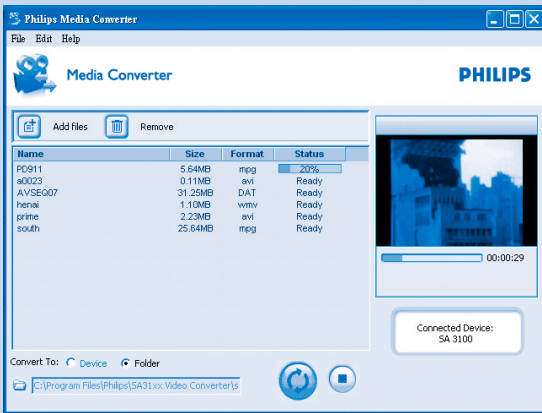 Philips Media Converter
File Edit Help
Media Converter
PHILIPS
Add files Remove
Name Size Format Status
PD911 5.64MB mpg 20%
a0023 0.11MB avi Ready
AVSEQ07 31.25MB DAT Ready
henai 1.10MB wmv Ready
prime 2.23MB avi Ready
south 25.64MB mpg Ready
00:00:29
Connected Device:
SA 3100
Convert To: Device Folder
C:\Program Files\Philips\SA31xx Video Converter\s